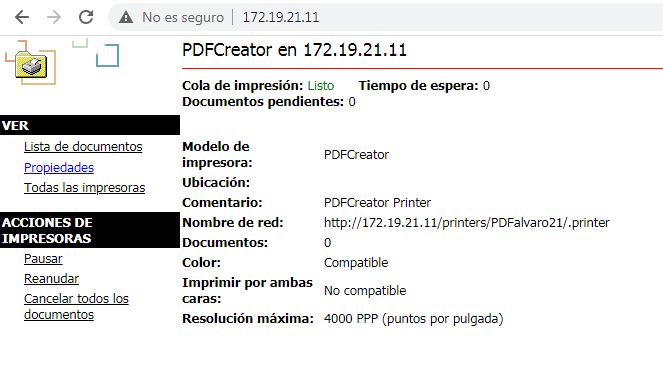 No es seguro | 172.19.21.11
PDFCreator en 172.19.21.11
Cola de impresión: Listo Tiempo de espera: 0
Documentos pendientes: 0
VER
Lista de documentos
Propiedades
Todas las impresoras
ACCIONES DE
IMPRESORAS
Pausar
Reanudar
Cancelar todos los
documentos
Modelo de
impresora: PDFCreator
Ubicación:
Comentario: PDFCreator Printer
Nombre de red: http://172.19.21.11/printers/PDFalvaro21/.printer
Documentos: 0
Color: Compatible
Imprimir por ambas
caras: No compatible
Resolución máxima: 4000 PPP (puntos por pulgada)